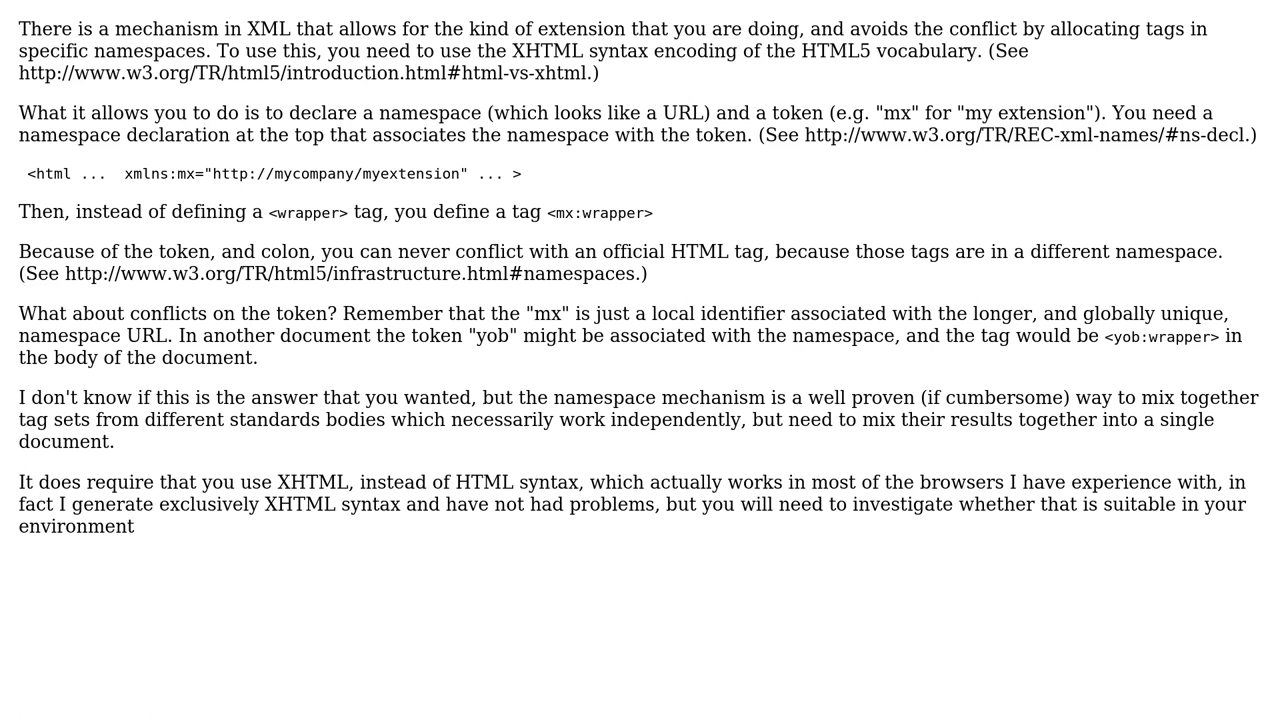 There is a mechanism in XML that allows for the kind of extension that you are doing, and avoids the conflict by allocating tags in
specific namespaces. To use this, you need to use the XHTML syntax encoding of the HTML5 vocabulary. (See
http://www.w3.org/TR/html5/introduction.html#html-vs-xhtml.)
What it allows you to do is to declare a namespace (which looks like a URL) and a token (e.g. "mx" for "my extension"). You need a
namespace declaration at the top that associates the namespace with the token. (See http://www.w3.org/TR/REC-xml-names/#ns-decl.)
<html ...  xmlns:mx="http://mycompany/myextension" ... >
Then, instead of defining a <wrapper> tag, you define a tag <mx:wrapper>
Because of the token, and colon, you can never conflict with an official HTML tag, because those tags are in a different namespace.
(See http://www.w3.org/TR/html5/infrastructure.html#namespaces.)
What about conflicts on the token? Remember that the "mx" is just a local identifier associated with the longer, and globally unique,
namespace URL. In another document the token "yob" might be associated with the namespace, and the tag would be <yob:wrapper> in
the body of the document.
I don't know if this is the answer that you wanted, but the namespace mechanism is a well proven (if cumbersome) way to mix together
tag sets from different standards bodies which necessarily work independently, but need to mix their results together into a single
document.
It does require that you use XHTML, instead of HTML syntax, which actually works in most of the browsers I have experience with, in
fact I generate exclusively XHTML syntax and have not had problems, but you will need to investigate whether that is suitable in your
environment